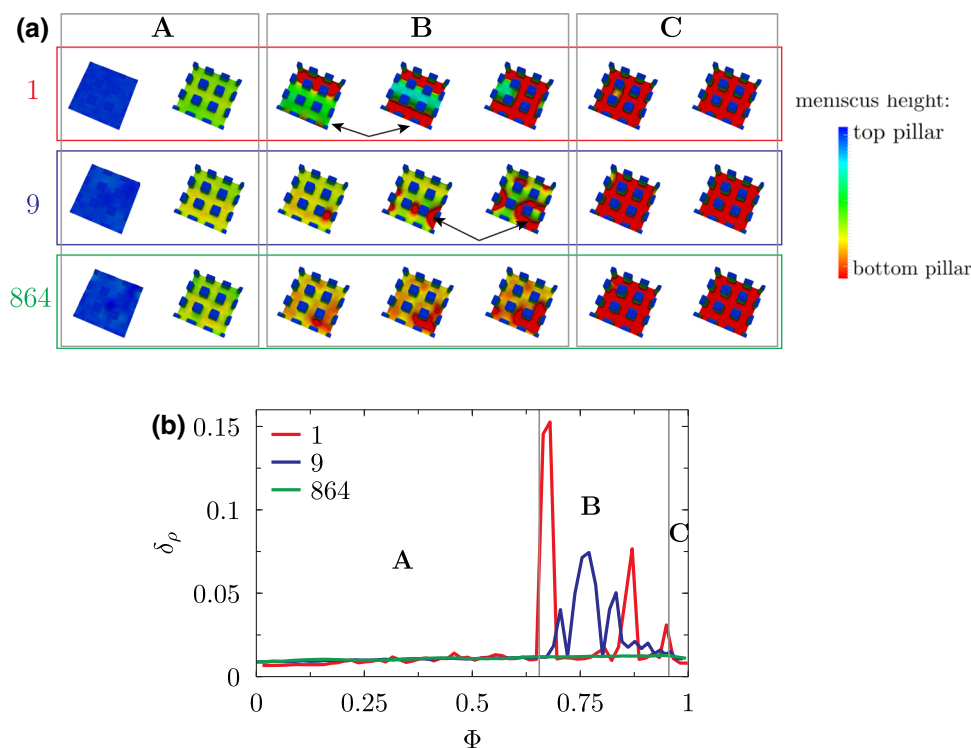 (a) A B C
1
meniscus height:
top pillar
9
bottom pillar
864
(b)
0.15
1
9
864
0.1
B
C
δρ
A
0.05
0
0 0.25 0.5 0.75 1
Φ